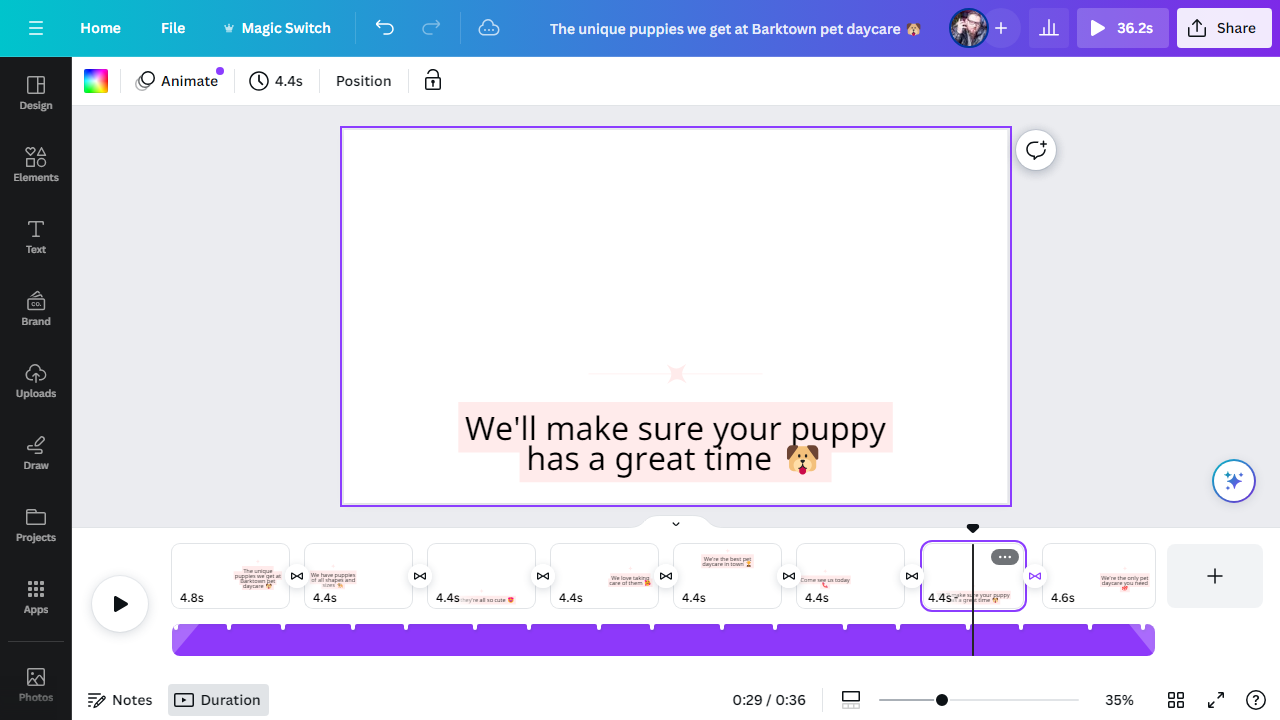 Home
File
Magic Switch
The unique puppies we get at Barktown pet daycare 🐶
36.2s
Share
Design
Elements
Text
Brand
Uploads
Draw
Projects
Apps
Photos
Animate
4.4s
Position
We'll make sure your puppy
has a great time 🐶
The unique
puppies we get at
Barktown pet
daycare 🐶
4.8s
We have puppies
of all shapes and
sizes
4.4s
They're all so cute
4.4s
We love taking
care of them
4.4s
We're the best pet
daycare in town
4.4s
Come see us today
4.4s
make sure your puppy
a great time 🐶
4.4s
We're the only pet
daycare you need
4.6s
Notes
Duration
0:29 / 0:36
35%